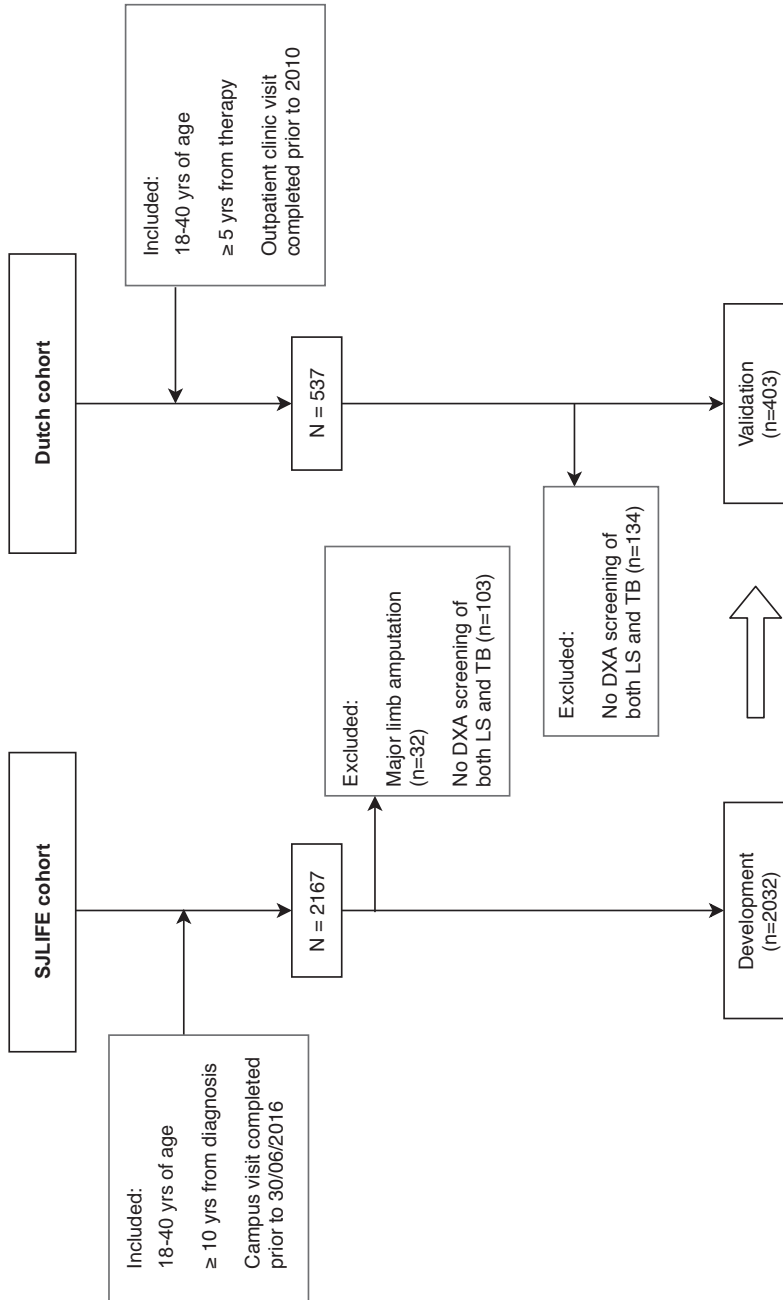 SJLIFE cohort
Included:
18-40 yrs of age
≥ 10 yrs from diagnosis
Campus visit completed
prior to 30/06/2016
N = 2167
Excluded:
Major limb amputation
(n=32)
No DXA screening of
both LS and TB (n=103)
Development
(n=2032)
Dutch cohort
Included:
18-40 yrs of age
≥ 5 yrs from therapy
Outpatient clinic visit
completed prior to 2010
N = 537
Excluded:
No DXA screening of
both LS and TB (n=134)
Validation
(n=403)